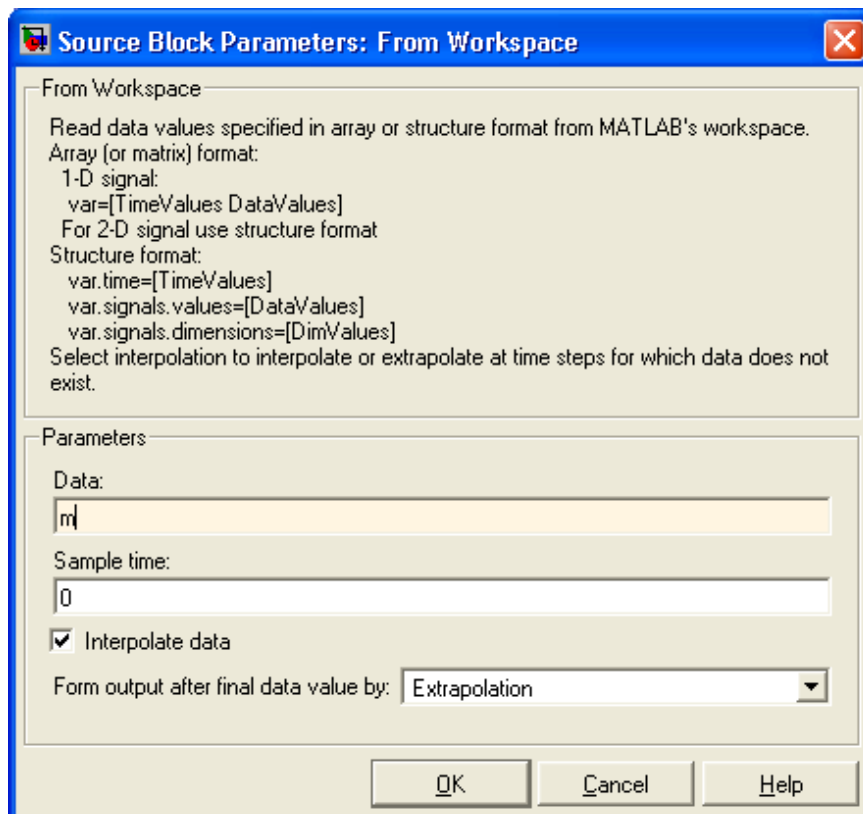 Source Block Parameters: From Workspace
From Workspace
Read data values specified in array or structure format from MATLAB's workspace.
Array (or matrix) format:
1-D signal:
var=[TimeValues DataValues]
For 2-D signal use structure format
Structure format:
var.time=[TimeValues]
var.signals.values=[DataValues]
var.signals.dimensions=[DimValues]
Select interpolation to interpolate or extrapolate at time steps for which data does not
exist.
Parameters
Data:
m
Sample time:
0
Interpolate data
Form output after final data value by: Extrapolation
OK Cancel Help